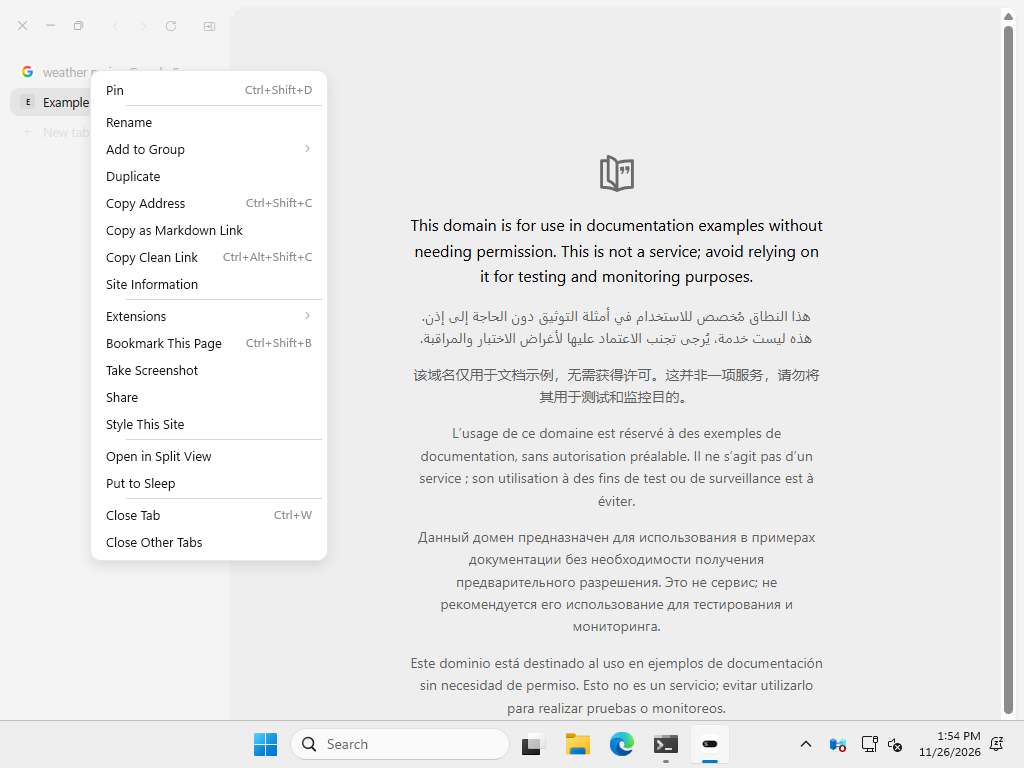 weather
E Example
New tab
Pin Ctrl+Shift+D
Rename
Add to Group
Duplicate
Copy Address Ctrl+Shift+C
Copy as Markdown Link
Copy Clean Link Ctrl+Alt+Shift+C
Site Information
Extensions
Bookmark This Page Ctrl+Shift+B
Take Screenshot
Share
Style This Site
Open in Split View
Put to Sleep
Close Tab Ctrl+W
Close Other Tabs
This domain is for use in documentation examples without
needing permission. This is not a service; avoid relying on
it for testing and monitoring purposes.
هذا النطاق مُخصص للاستخدام في أمثلة التوثيق دون الحاجة إلى إذن.
هذه ليست خدمة، يُرجى تجنب الاعتماد عليها لأغراض الاختبار والمراقبة.
该域名仅用于文档示例，无需获得许可。这并非一项服务，请勿将
其用于测试和监控目的。
L’usage de ce domaine est réservé à des exemples de
documentation, sans autorisation préalable. Il ne s’agit pas d’un
service ; son utilisation à des fins de test ou de surveillance est à
éviter.
Данный домен предназначен для использования в примерах
документации без необходимости получения
предварительного разрешения. Это не сервис; не
рекомендуется его использование для тестирования и
мониторинга.
Este dominio está destinado al uso en ejemplos de documentación
sin necesidad de permiso. Esto no es un servicio; evitar utilizarlo
para realizar pruebas o monitoreos.
Search
1:54 PM
11/26/2026